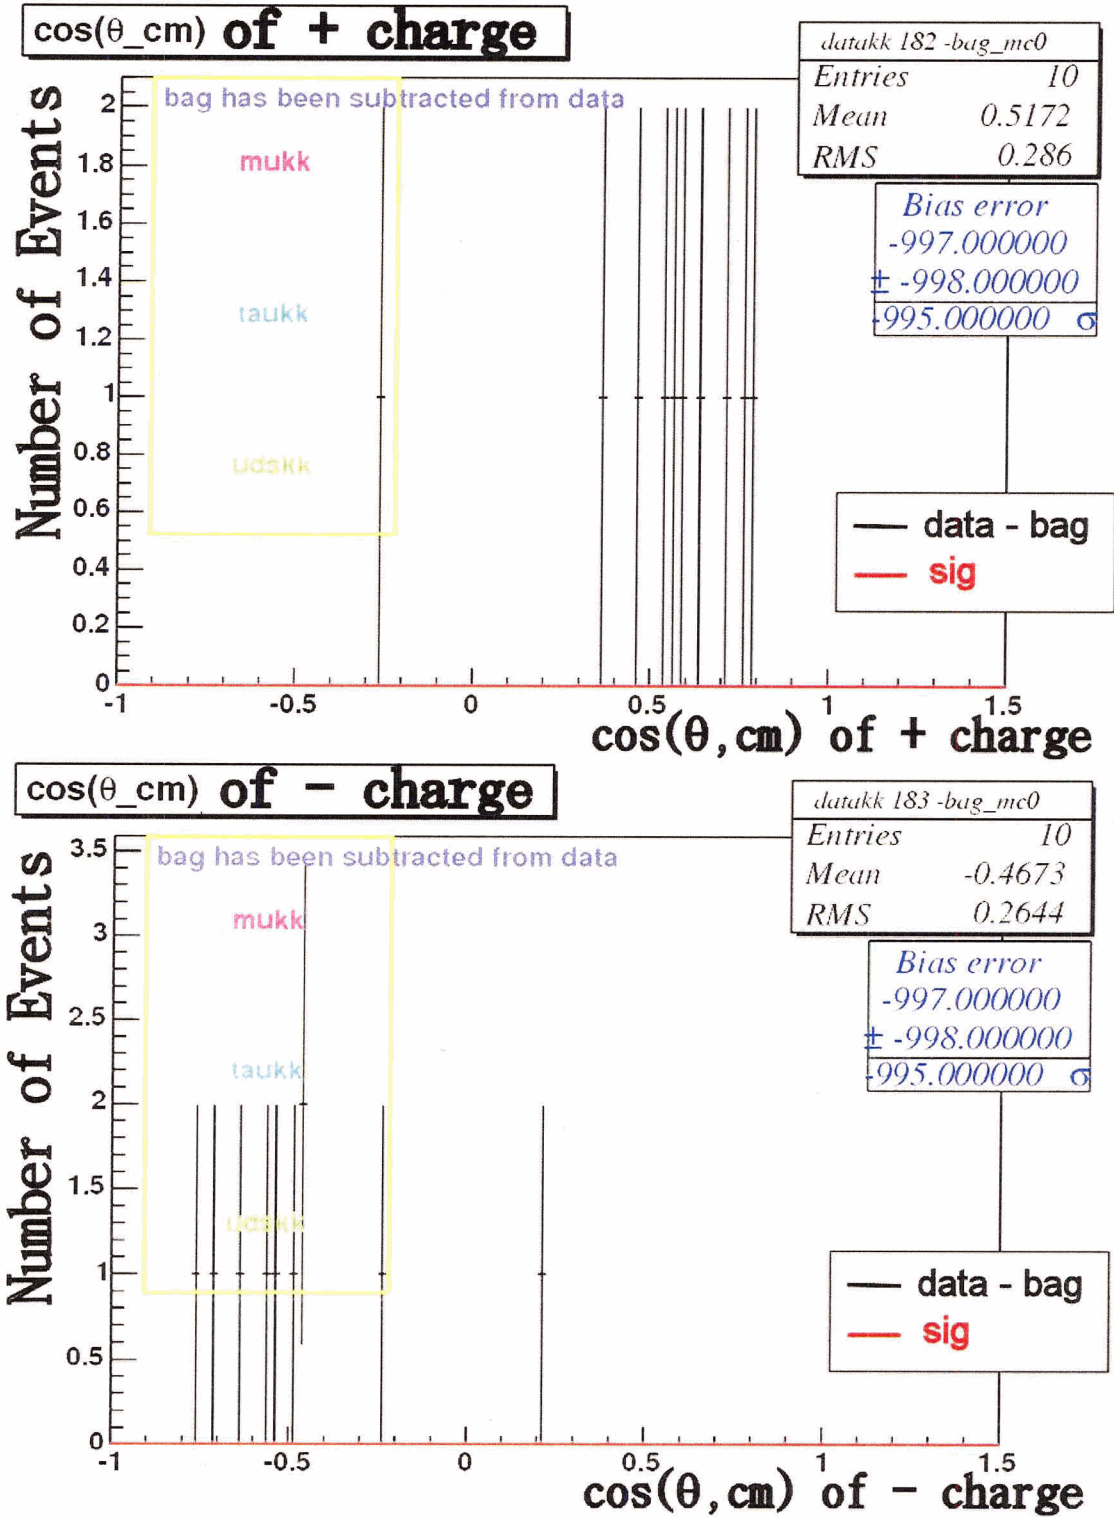 cos(θ_cm) of + charge
datakk 182 -bag_mc0
Entries 10
Mean 0.5172
RMS 0.286
Bias error
-997.000000
± -998.000000
-995.000000 σ
bag has been subtracted from data
mukk
taukk
udskk
Number of Events
2
1.8
1.6
1.4
1.2
1
0.8
0.6
0.4
0.2
0
-1 -0.5 0 0.5 1 1.5
data - bag
sig
cos(θ,cm) of + charge
cos(θ_cm) of - charge
datakk 183 -bag_mc0
Entries 10
Mean -0.4673
RMS 0.2644
Bias error
-997.000000
± -998.000000
-995.000000 σ
bag has been subtracted from data
mukk
taukk
udskk
Number of Events
3.5
3
2.5
2
1.5
1
0.5
0
-1 -0.5 0 1 1.5
data - bag
sig
cos(θ,cm) of - charge